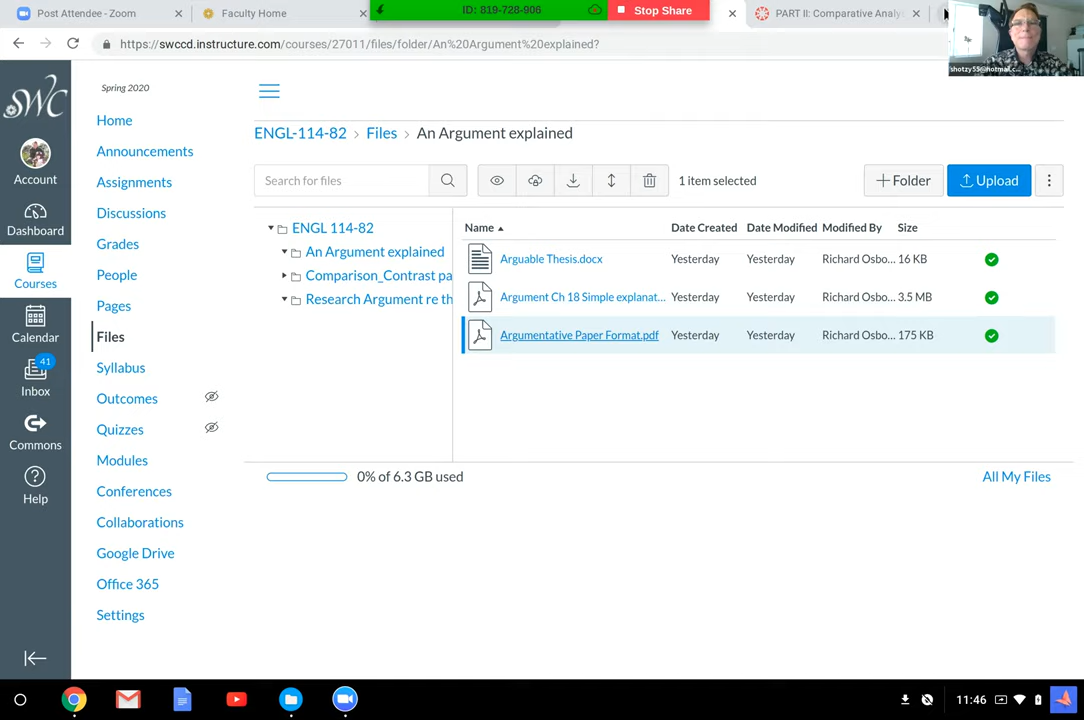 Post Attendee - Zoom
Faculty Home
ID: 819-728-906
Stop Share
PART II: Comparative Analy
https://swccd.instructure.com/courses/27011/files/folder/An%20Argument%20explained?
shotzy55@hotmail.c...
SWC
Account
Dashboard
Courses
Calendar
41
Inbox
Commons
Help
Spring 2020
Home
Announcements
Assignments
Discussions
Grades
People
Pages
Files
Syllabus
Outcomes
Quizzes
Modules
Conferences
Collaborations
Google Drive
Office 365
Settings
ENGL-114-82 > Files > An Argument explained
Search for files
1 item selected
+ Folder
Upload
ENGL 114-82
An Argument explained
Comparison_Contrast pa
Research Argument re th
Name Date Created Date Modified Modified By Size
Arguable Thesis.docx Yesterday Yesterday Richard Osbo... 16 KB
Argument Ch 18 Simple explanat... Yesterday Yesterday Richard Osbo... 3.5 MB
Argumentative Paper Format.pdf Yesterday Yesterday Richard Osbo... 175 KB
0% of 6.3 GB used
All My Files
11:46